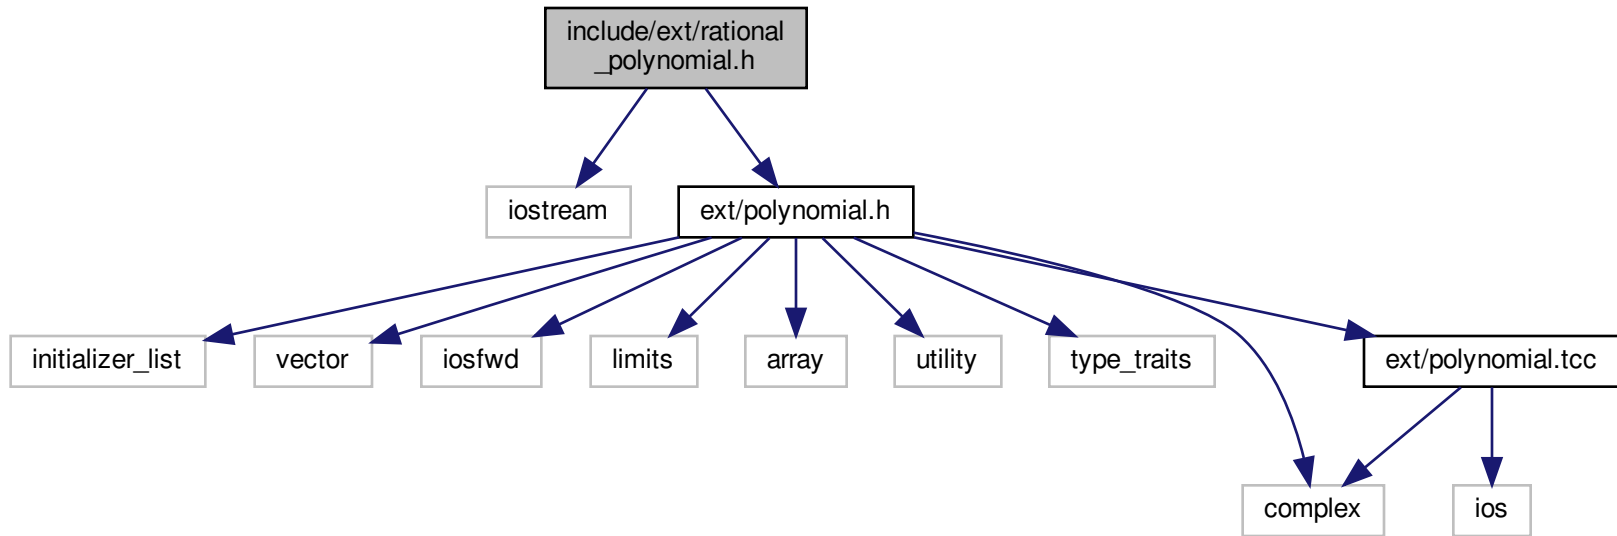 include/ext/rational
_polynomial.h
iostream
ext/polynomial.h
initializer_list
vector
iosfwd
limits
array
utility
type_traits
ext/polynomial.tcc
complex
ios